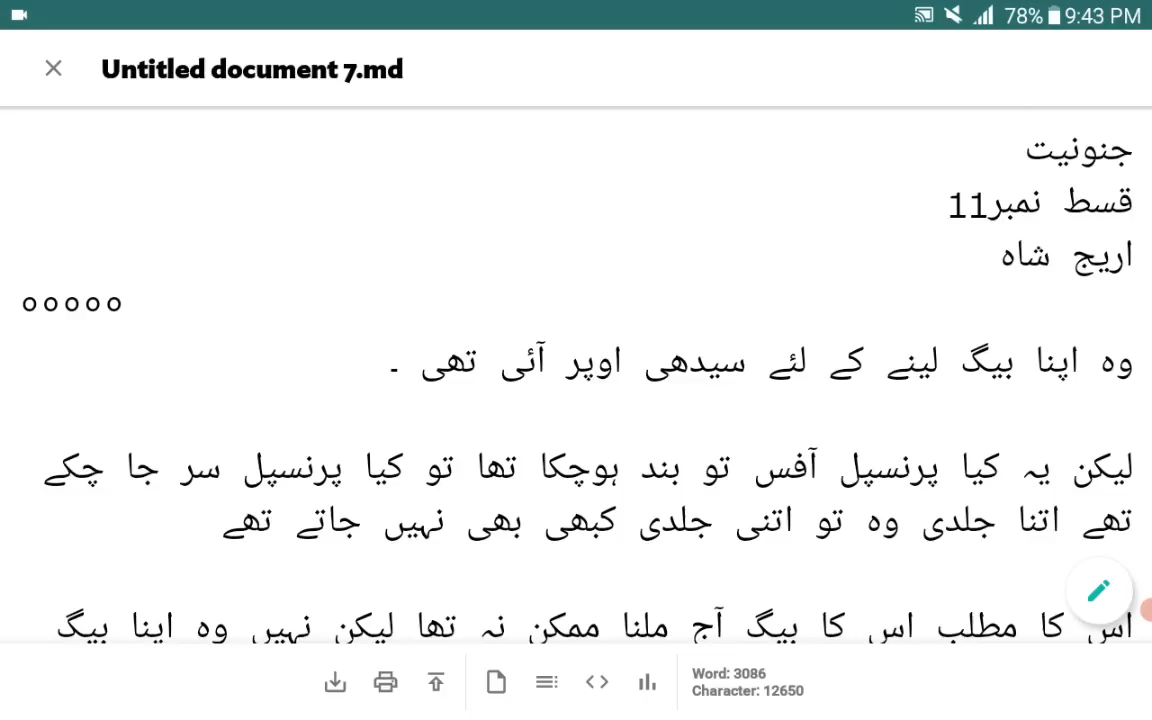 78% 9:43 PM
Untitled document 7.md
جنونیت
قسط نمبر11
اریج شاہ
ooooo
وہ اپنا بیگ لینے کے لئے سیدھی اوپر آئی تھی ۔
لیکن یہ کیا پرنسپل آفس تو بند ہوچکا تھا تو کیا پرنسپل سر جا چکے
تھے اتنا جلدی وہ تو اتنی جلدی کبھی بھی نہیں جاتے تھے
اس کا مطلب اس کا بیگ آج ملنا ممکن نہ تھا لیکن نہیں وہ اپنا بیگ
Word: 3086
Character: 12650